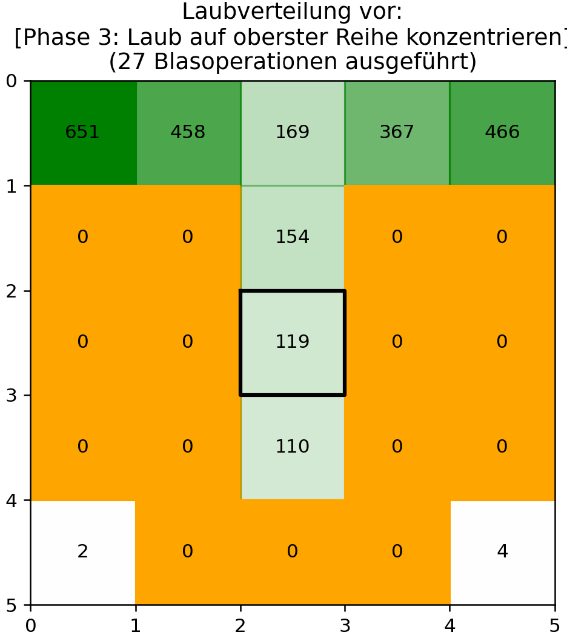 Laubverteilung vor:
[Phase 3: Laub auf oberster Reihe konzentrieren]
(27 Blasoperationen ausgeführt)
0
651 458 169 367 466
1
0 0 154 0 0
2
0 0 119 0 0
3
0 0 110 0 0
4
2 0 0 0 4
5
0 1 2 3 4 5